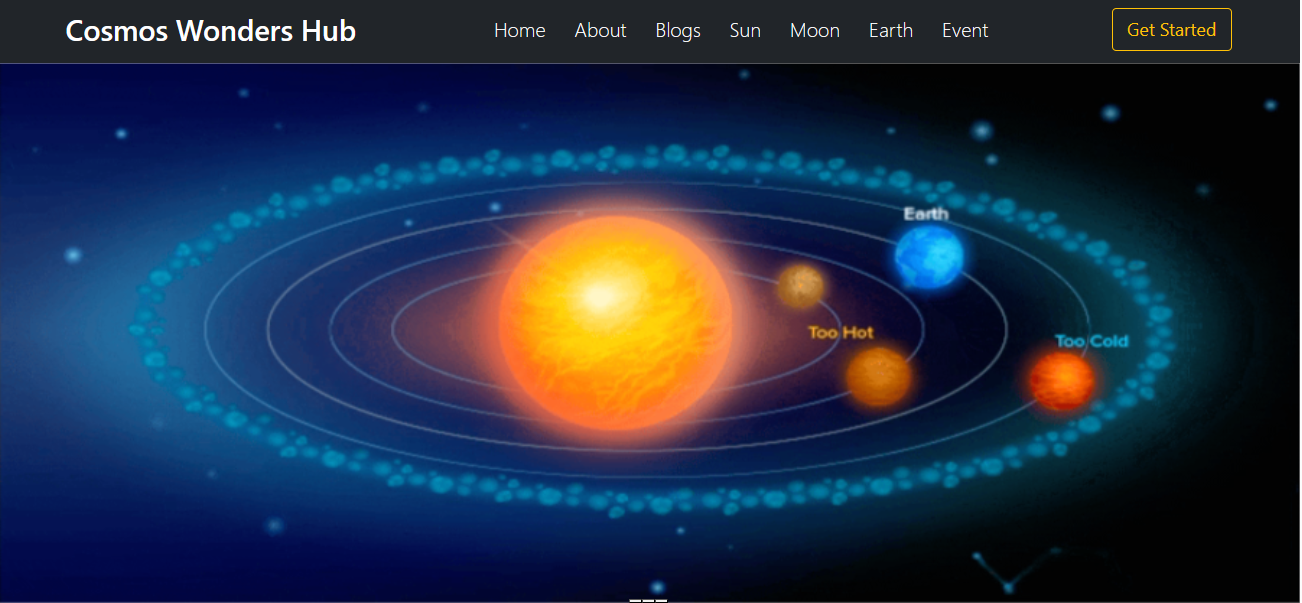 Cosmos Wonders Hub
Home About Blogs Sun Moon Earth Event
Get Started
Earth
Too Hot
Too Cold